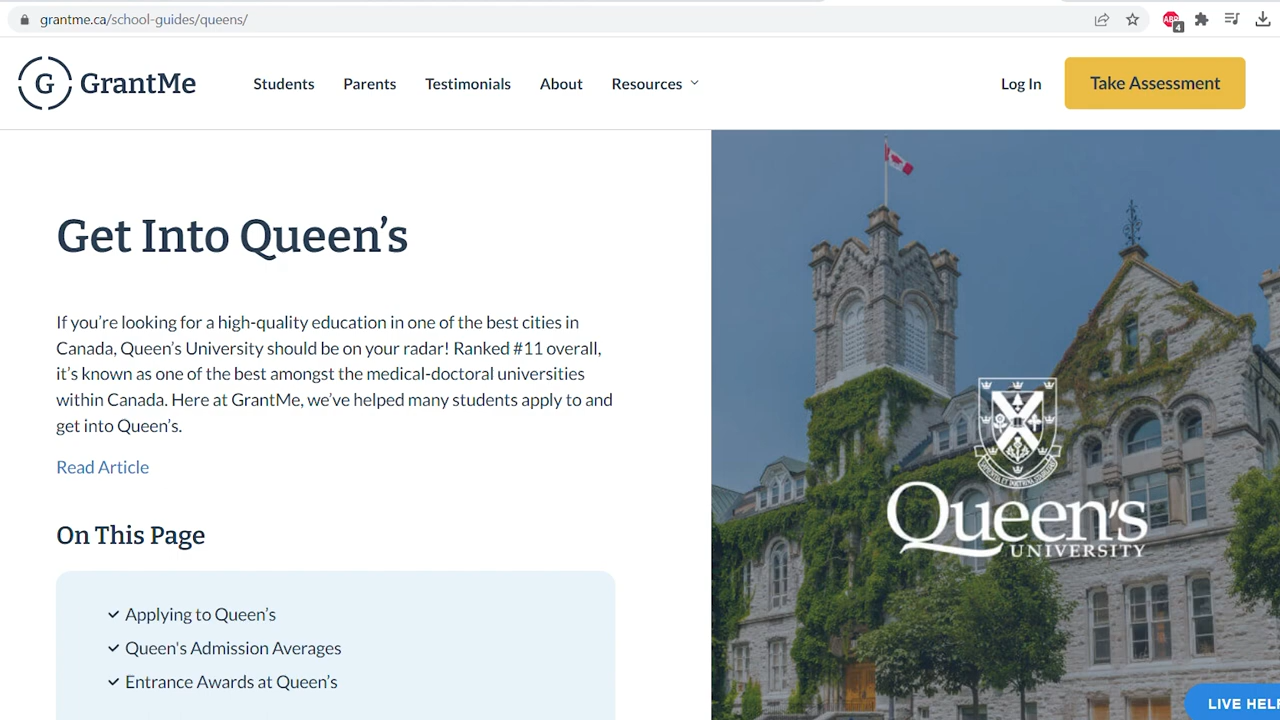 grantme.ca/school-guides/queens/
ABP
4
G
GrantMe
Students
Parents
Testimonials
About
Resources
Log In
Take Assessment
Get Into Queen’s
If you’re looking for a high-quality education in one of the best cities in
Canada, Queen’s University should be on your radar! Ranked #11 overall,
it’s known as one of the best amongst the medical-doctoral universities
within Canada. Here at GrantMe, we’ve helped many students apply to and
get into Queen’s.
Read Article
On This Page
Applying to Queen’s
Queen's Admission Averages
Entrance Awards at Queen’s
Queen's
UNIVERSITY
LIVE HEL